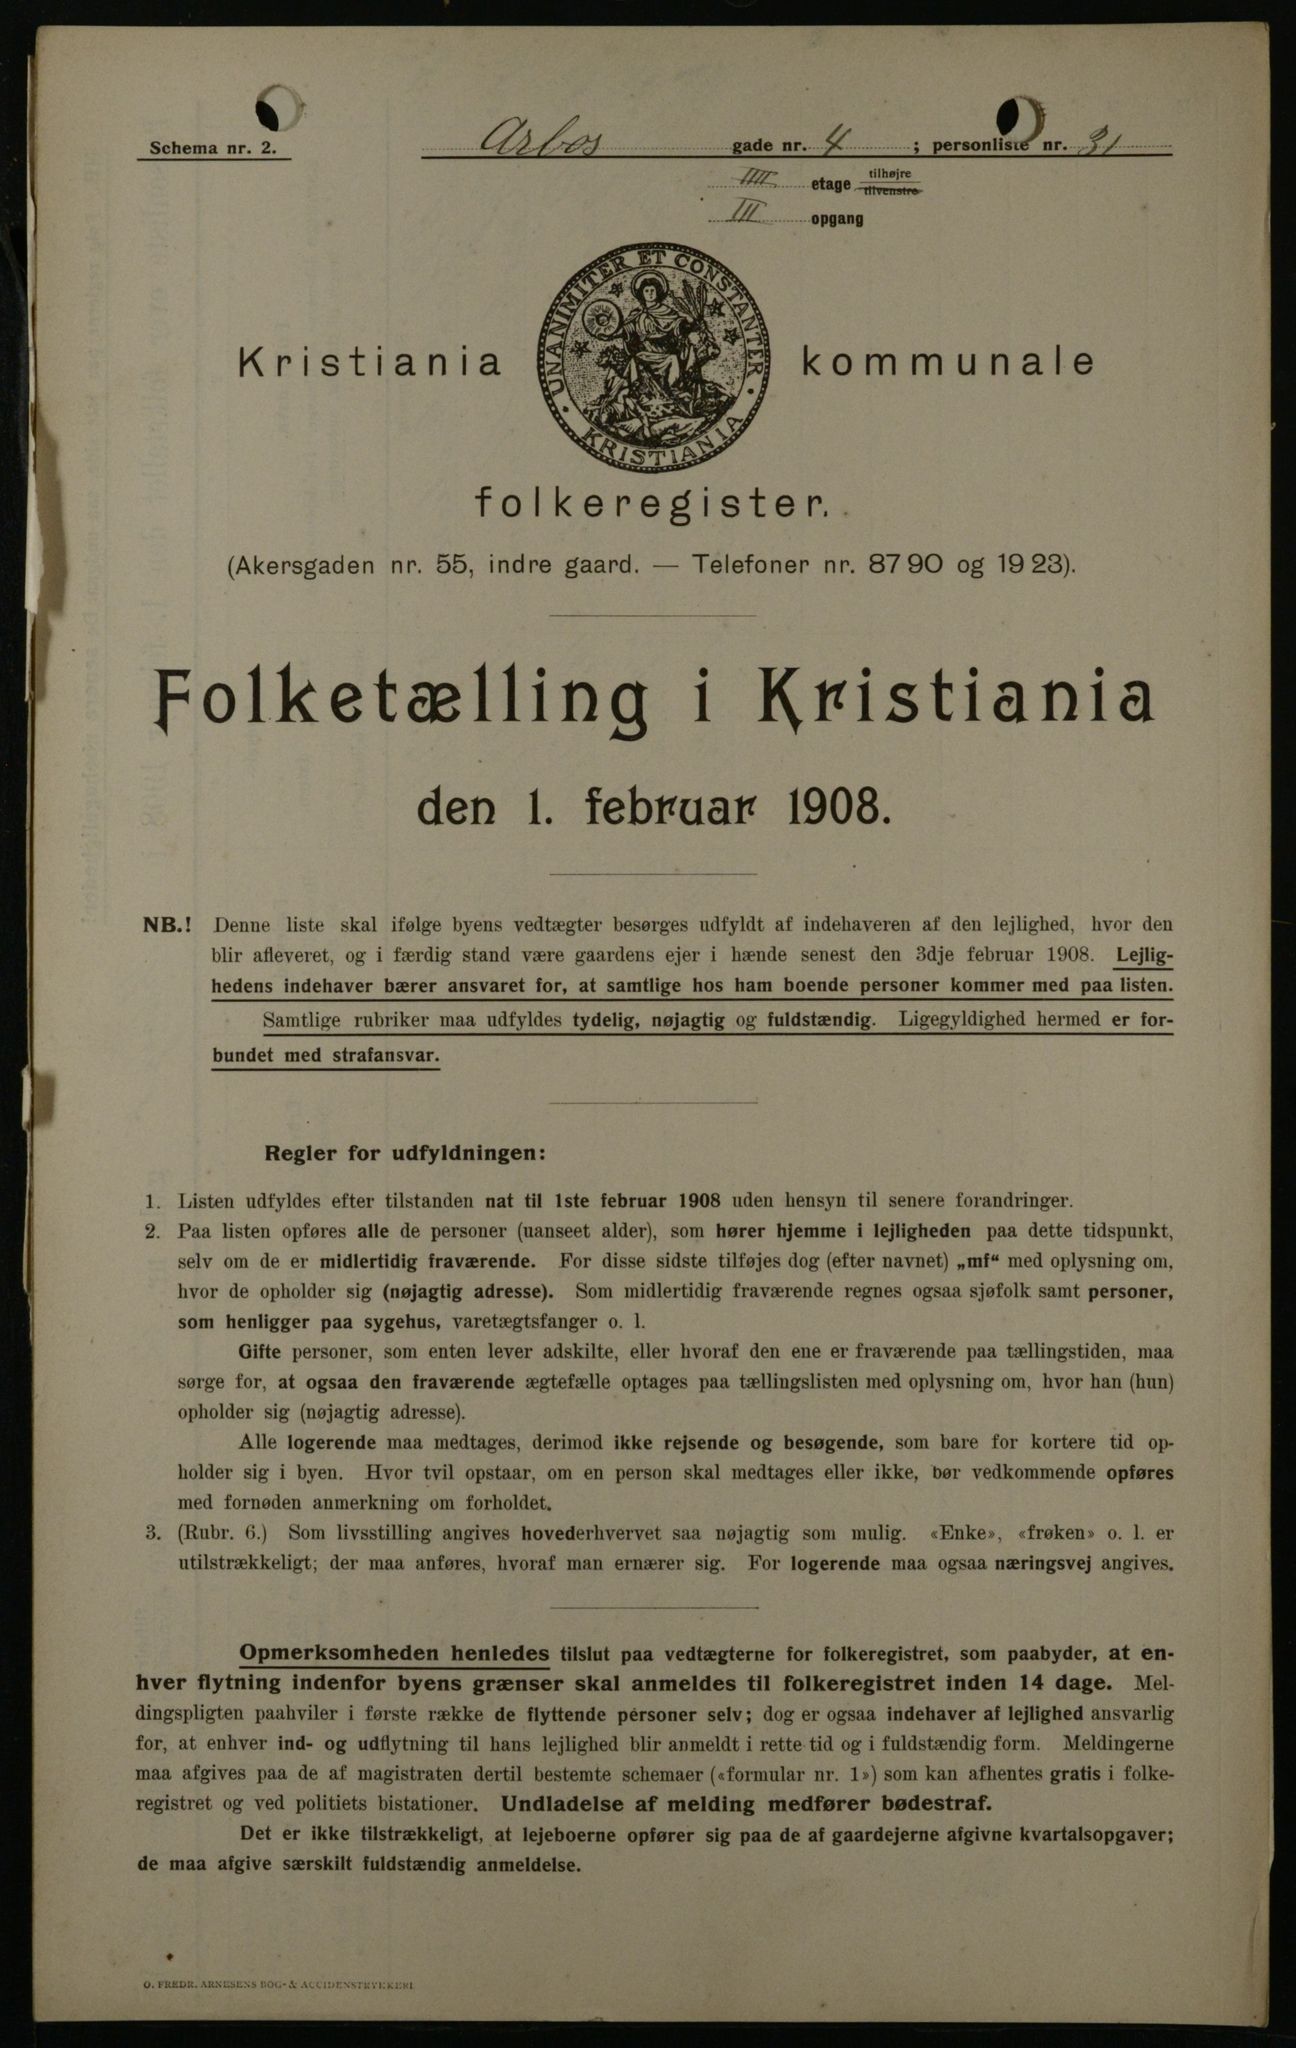 Schema nr. 2.
Arbos gade nr. 4 ; personliste nr. 31
IIII etage tilhøjre
tilvenstre
III opgang
UNANIMITER ET CONSTANTER
KRISTIANIA
Kristiania kommunale
folkeregister.
(Akersgaden nr. 55, indre gaard. — Telefoner nr. 8790 og 1923).
Folketælling i Kristiania
den 1. februar 1908.
NB.! Denne liste skal ifølge byens vedtægter besørges udfyldt af indehaveren af den lejlighed, hvor den
blir afleveret, og i færdig stand være gaardens ejer i hænde senest den 3dje februar 1908. Lejlig-
hedens indehaver bærer ansvaret for, at samtlige hos ham boende personer kommer med paa listen.
Samtlige rubriker maa udfyldes tydelig, nøjagtig og fuldstændig. Ligegyldighed hermed er for-
bundet med strafansvar.
Regler for udfyldningen:
1. Listen udfyldes efter tilstanden nat til 1ste februar 1908 uden hensyn til senere forandringer.
2. Paa listen opføres alle de personer (uanseet alder), som hører hjemme i lejligheden paa dette tidspunkt,
selv om de er midlertidig fraværende. For disse sidste tilføjes dog (efter navnet) „mf“ med oplysning om,
hvor de opholder sig (nøjagtig adresse). Som midlertidig fraværende regnes ogsaa sjøfolk samt personer,
som henligger paa sygehus, varetægtsfanger o. l.
Gifte personer, som enten lever adskilte, eller hvoraf den ene er fraværende paa tællingstiden, maa
sørge for, at ogsaa den fraværende ægtefælle optages paa tællingslisten med oplysning om, hvor han (hun)
opholder sig (nøjagtig adresse).
Alle logerende maa medtages, derimod ikke rejsende og besøgende, som bare for kortere tid op-
holder sig i byen. Hvor tvil opstaar, om en person skal medtages eller ikke, bør vedkommende opføres
med fornøden anmerkning om forholdet.
3. (Rubr. 6.) Som livsstilling angives hovederhvervet saa nøjagtig som mulig. «Enke», «frøken» o. l. er
utilstrækkeligt; der maa anføres, hvoraf man ernærer sig. For logerende maa ogsaa næringsvej angives.
Opmerksomheden henledes tilslut paa vedtægterne for folkeregistret, som paabyder, at en-
hver flytning indenfor byens grænser skal anmeldes til folkeregistret inden 14 dage. Mel-
dingspligten paahviler i første række de flyttende personer selv; dog er ogsaa indehaver af lejlighed ansvarlig
for, at enhver ind- og udflytning til hans lejlighed blir anmeldt i rette tid og i fuldstændig form. Meldingerne
maa afgives paa de af magistraten dertil bestemte schemaer («formular nr. 1») som kan afhentes gratis i folke-
registret og ved politiets bistationer. Undladelse af melding medfører bødestraf.
Det er ikke tilstrækkeligt, at lejeboerne opfører sig paa de af gaardejerne afgivne kvartalsopgaver;
de maa afgive særskilt fuldstændig anmeldelse.
O. FREDR. ARNESENS BOG- & ACCIDENSTRYKKERI